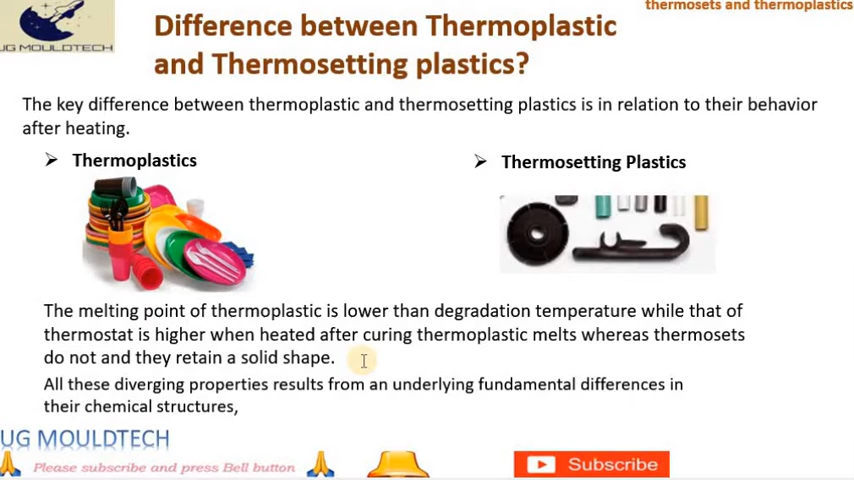 thermosets and thermoplastics
UG MOULDTECH
Difference between Thermoplastic
and Thermosetting plastics?
The key difference between thermoplastic and thermosetting plastics is in relation to their behavior
after heating.
➢ Thermoplastics
➢ Thermosetting Plastics
The melting point of thermoplastic is lower than degradation temperature while that of
thermostat is higher when heated after curing thermoplastic melts whereas thermosets
do not and they retain a solid shape.
All these diverging properties results from an underlying fundamental differences in
their chemical structures,
UG MOULDTECH
Please subscribe and press Bell button
Subscribe